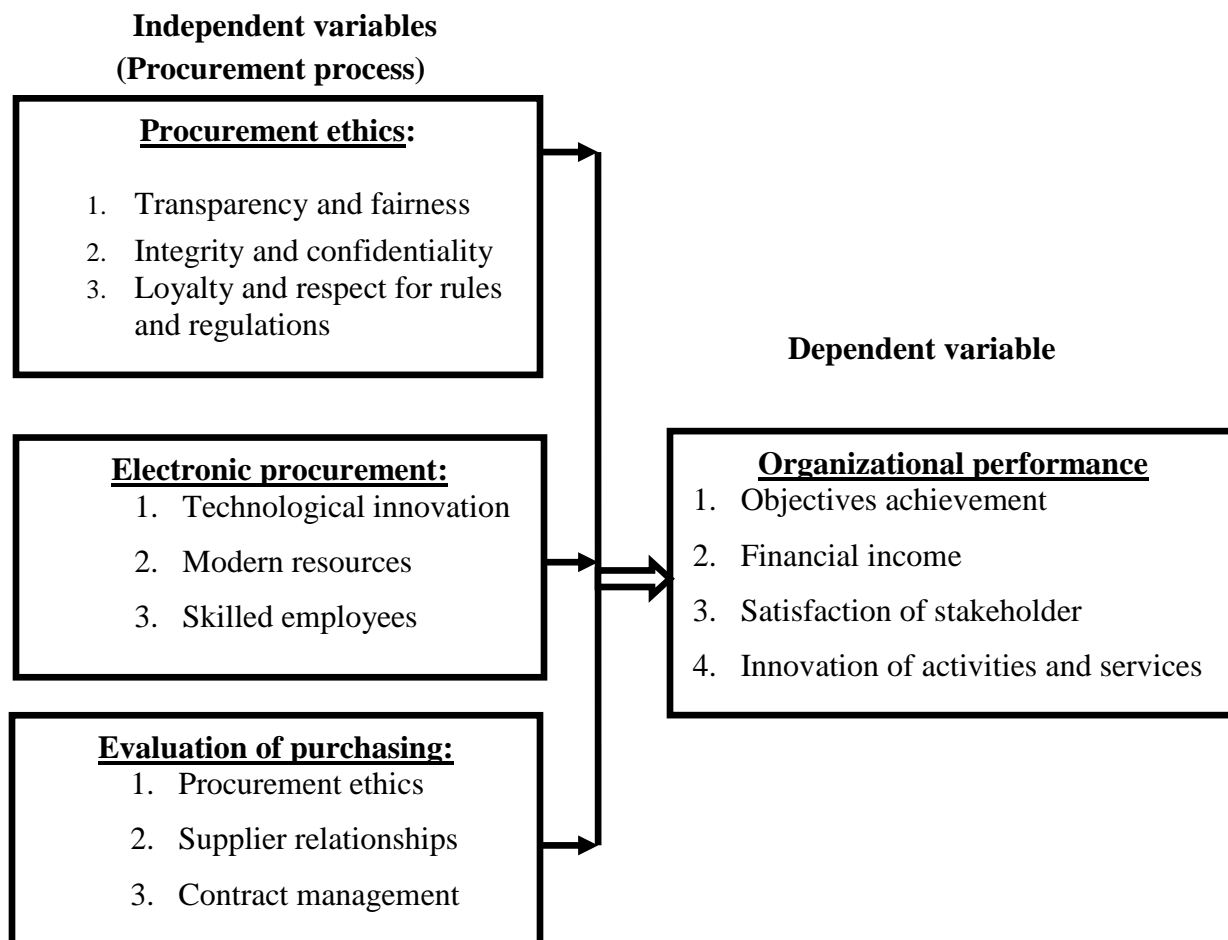 Independent variables
(Procurement process)
Procurement ethics:
1. Transparency and fairness
2. Integrity and confidentiality
3. Loyalty and respect for rules
and regulations
Electronic procurement:
1. Technological innovation
2. Modern resources
3. Skilled employees
Evaluation of purchasing:
1. Procurement ethics
2. Supplier relationships
3. Contract management
Dependent variable
Organizational performance
1. Objectives achievement
2. Financial income
3. Satisfaction of stakeholder
4. Innovation of activities and services